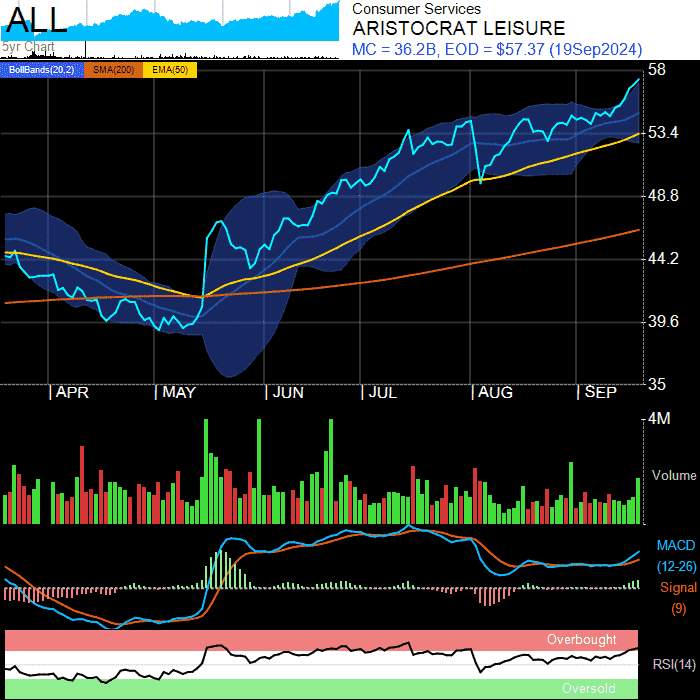 ALL
5yr Chart
Consumer Services
ARISTOCRAT LEISURE
MC = 36.2B, EOD = $57.37 (19Sep2024)
BollBands(20,2) SMA(200) EMA(50)
58
53.4
48.8
44.2
39.6
35
APR MAY JUN JUL AUG SEP
4M
Volume
MACD
(12-26)
Signal
(9)
Overbought
RSI(14)
Oversold